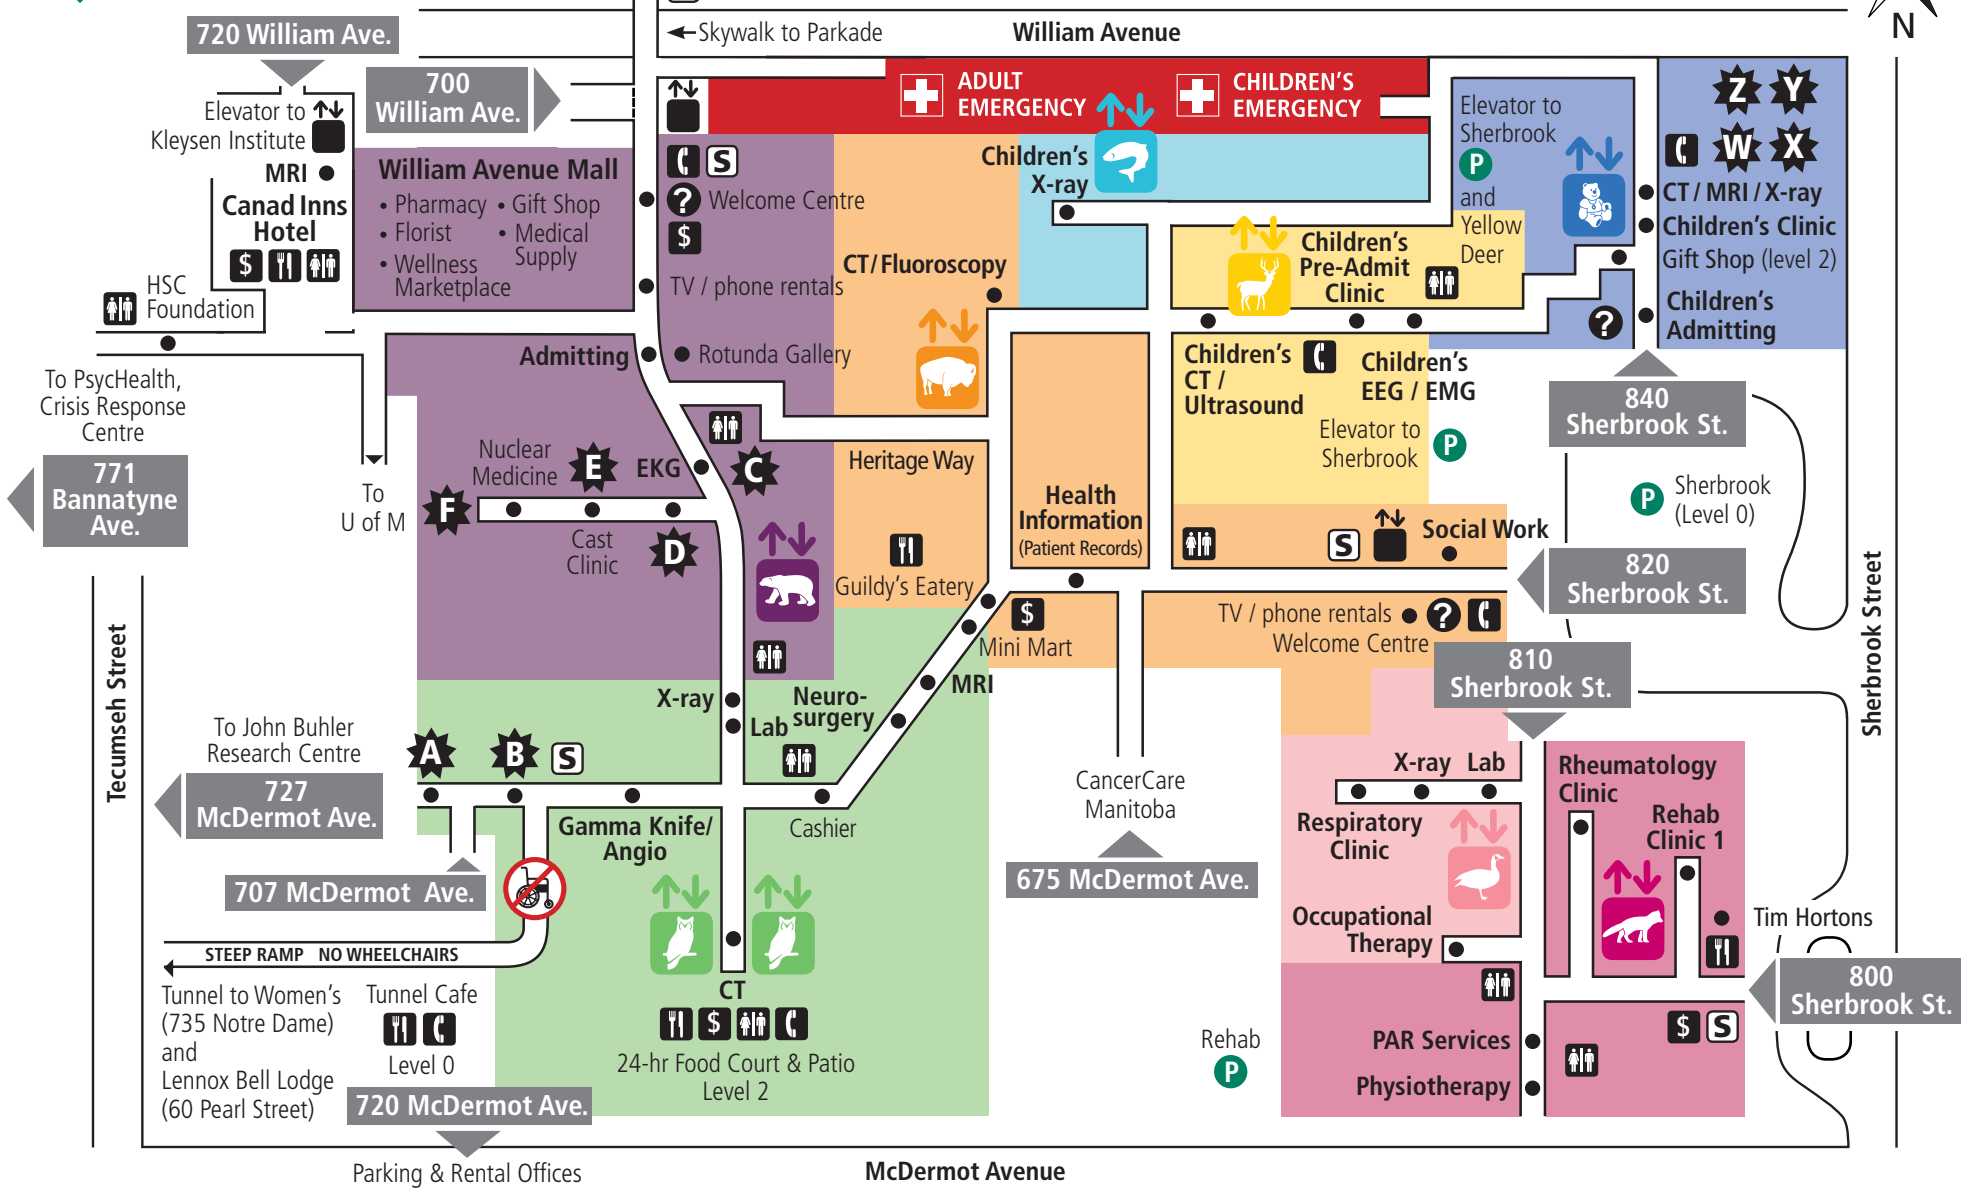 N
720 William Ave.
Skywalk to Parkade
William Avenue
700
William Ave.
ADULT
EMERGENCY
CHILDREN'S
EMERGENCY
Elevator to
Kleysen Institute
MRI
Canad Inns
Hotel
$
HSC
Foundation
William Avenue Mall
• Pharmacy
• Florist
• Wellness
Marketplace
• Gift Shop
• Medical
Supply
S
? Welcome Centre
$
TV / phone rentals
Children's
X-ray
CT/ Fluoroscopy
Elevator to
Sherbrook
P
and
Yellow
Deer
Z Y
W X
CT / MRI / X-ray
Children's Clinic
Gift Shop (level 2)
Children's
Admitting
?
Children's
Pre-Admit
Clinic
Admitting
Rotunda Gallery
Children's
CT /
Ultrasound
Children's
EEG / EMG
Elevator to
Sherbrook
P
840
Sherbrook St.
To PsycHealth,
Crisis Response
Centre
771
Bannatyne
Ave.
To
U of M
Nuclear
Medicine
E
EKG
C
F
Cast
Clinic
D
Heritage Way
Guildy's Eatery
Health
Information
(Patient Records)
S
Social Work
P
Sherbrook
(Level 0)
820
Sherbrook St.
TV / phone rentals
?
Welcome Centre
$
Mini Mart
810
Sherbrook St.
Tecumseh Street
Sherbrook Street
X-ray
Lab
Neuro-
surgery
MRI
To John Buhler
Research Centre
A
B
S
727
McDermot Ave.
Gamma Knife/
Angio
Cashier
CancerCare
Manitoba
675 McDermot Ave.
X-ray Lab
Respiratory
Clinic
Rheumatology
Clinic
Rehab
Clinic 1
707 McDermot Ave.
Occupational
Therapy
Tim Hortons
STEEP RAMP NO WHEELCHAIRS
800
Sherbrook St.
Tunnel to Women's
(735 Notre Dame)
and
Lennox Bell Lodge
(60 Pearl Street)
Tunnel Cafe
Level 0
CT
$
24-hr Food Court & Patio
Level 2
Rehab
P
PAR Services
Physiotherapy
$ S
720 McDermot Ave.
Parking & Rental Offices
McDermot Avenue